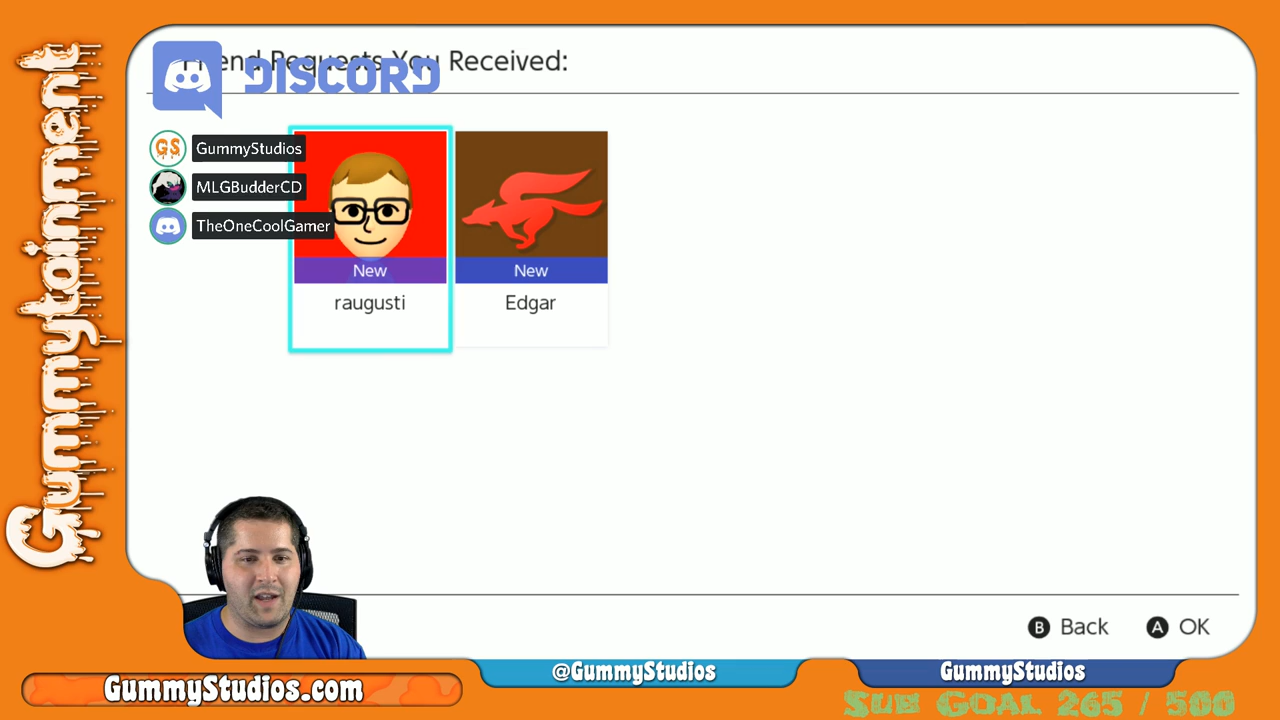 Gummytainment
Friend Requests You Received:
DISCORD
GS
GummyStudios
MLGBudderCD
TheOneCoolGamer
New
New
raugusti
Edgar
B Back
A OK
GummyStudios.com
@GummyStudios
GummyStudios
Sub Goal 265 / 500